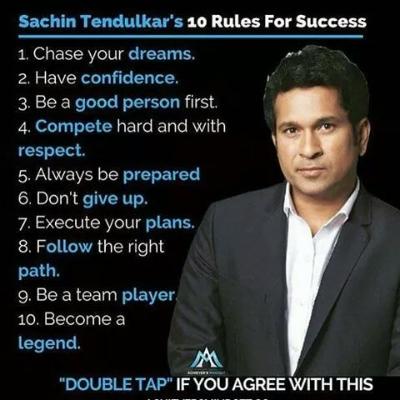 Sachin Tendulkar's 10 Rules For Success
1. Chase your dreams.
2. Have confidence.
3. Be a good person first.
4. Compete hard and with
respect.
5. Always be prepared
6. Don't give up.
7. Execute your plans.
8. Follow the right
path.
9. Be a team player.
10. Become a
legend.
"DOUBLE TAP" IF YOU AGREE WITH THIS